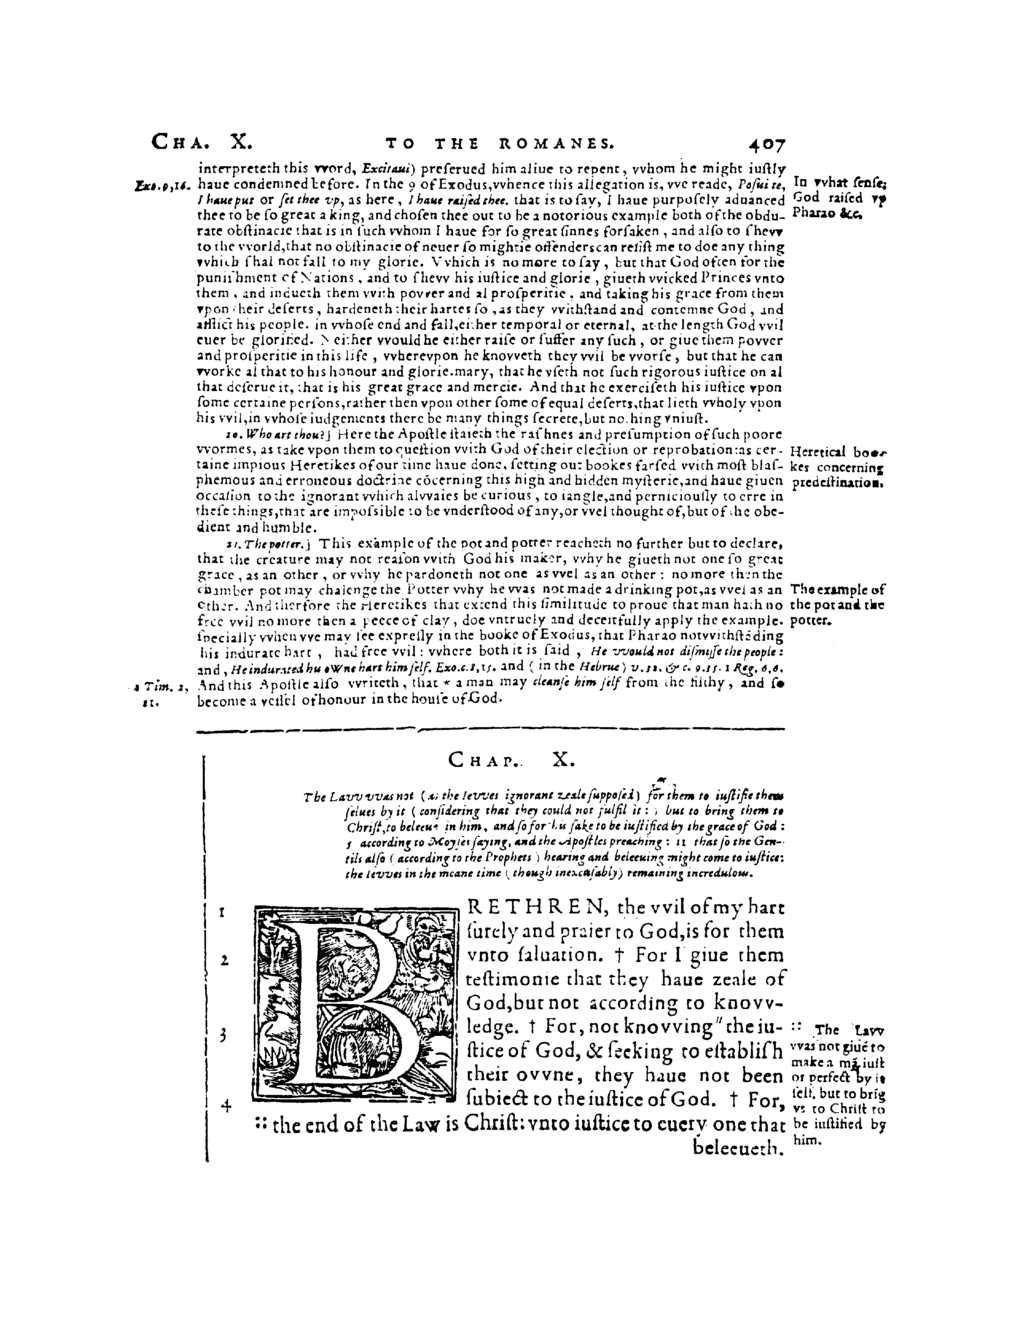 CHA. X. TO THE ROMANES. 407
interpreteth this vvord, Excitaui) preserued him aliue to repent, vvhom he might iustly
Exo.9,16. haue condemned before. In the 9 of Exodus, vvhence this allegation is, vve reade, Posui te,
I haue put or set thee vp, as here, I haue raised thee. that is to say, I haue purposely aduanced
thee to be so great a king, and chosen thee out to be a notorious example both of the obdu-
rate obstinacie that is in such vvhom I haue for so great sinnes forsaken, and also to shevv
to the vvorld, that no obstinacie of neuer so mightie offenders can resist me to doe any thing
vvhich shal not fall to my glorie. Vvhich is no more to say, but that God often for the
punishment of Nations, and to shevv his iustice and glorie, giueth vvicked Princes vnto
them, and indueth them vvith povver and al prosperitie, and taking his grace from them
vpon their deserts, hardeneth their hartes so, as they vvithstand and contemne God, and
afflict his people. in vvhose end and fall, either temporal or eternal, at the length God vvil
euer be glorified. Neither vvould he either raise or suffer any such, or giue them povver
and prosperitie in this life, vvherevpon he knovveth they vvil be vvorse, but that he can
vvorke al that to his honour and glorie. mary, that he vseth not such rigorous iustice on al
that deserue it, that is his great grace and mercie. And that he exerciseth his iustice vpon
some certaine persons, rather then vpon other some of equal deserts, that lieth vvholy vpon
his vvil, in vvhose iudgements there be many things secrete, but nothing vniust.
In vvhat sense
God raised vp
Pharao &c.
20. Who art thou?] Here the Apostle staieth the rashnes and presumption of such poore
vvormes, as take vpon them to question vvith God of their election or reprobation: as cer-
taine impious Heretikes of our time haue done, setting out bookes farsed vvith most blas-
phemous and erroneous doctrine cōcerning this high and hidden mysterie, and haue giuen
occasion to the ignorant vvhich alvvaies be curious, to iangle, and perniciously to erre in
these things, that are impossible to be vnderstood of any, or vvel thought of, but of the obe-
dient and humble.
Heretical boo-
kes concerning
predestination.
21. The potter.] This example of the pot and potter reacheth no further but to declare,
that the creature may not reason vvith God his maker, vvhy he giueth not one so great
grace, as an other, or vvhy he pardoneth not one as vvel as an other: no more then the
chamber pot may chalenge the Potter vvhy he vvas not made a drinking pot, as vvel as an
other. And therfore the Heretikes that extend this similitude to proue that man hath no
free vvil no more then a peece of clay, doe vntruely and deceitfully apply the example.
specially vvhen vve may see expresly in the booke of Exodus, that Pharao notvvithstāding
his indurate hart, had free vvil: vvhere both it is said, He vvould not dismisse the people:
and, He indurated his ovvne hart him self. Exo.c.8,15. and (in the Hebrue) v.32. & c. 9.35. 1 Reg. 6,6.
And this Apostle also vvriteth, that * a man may cleanse him self from the filthy, and so
become a vessel of honour in the house of God.
The example of
the pot and the
potter.
2 Tim. 2,
21.
CHAP. X.
The Lavv vvas not (as the Ievves ignorant zeale supposed) for them to iustifie them
selues by it (considering that they could not fulfil it:) but to bring them to
Christ, to beleeue in him, and so for his sake to be iustified by the grace of God:
5 according to Moyses saying, and the Apostles preaching: 11 that so the Gen-
tils also (according to the Prophets) hearing and beleeuing might come to iustice:
the Ievves in the meane time (though inexcusably) remaining incredulous.
1 BRETHREN, the vvil of my hart
surely and praier to God, is for them
2 vnto saluation. † For I giue them
testimonie that they haue zeale of
God, but not according to knovv-
3 ledge. † For, not knovving "the iu-
stice of God, & seeking to establish
their ovvne, they haue not been
4 subiect to the iustice of God. † For,
:: the end of the Law is Christ: vnto iustice to euery one that
beleeueth.
:: The Lavv
vvas not giuē to
make a mā iust
or perfect by it
self, but to brīg
vs to Christ to
be iustified by
him.